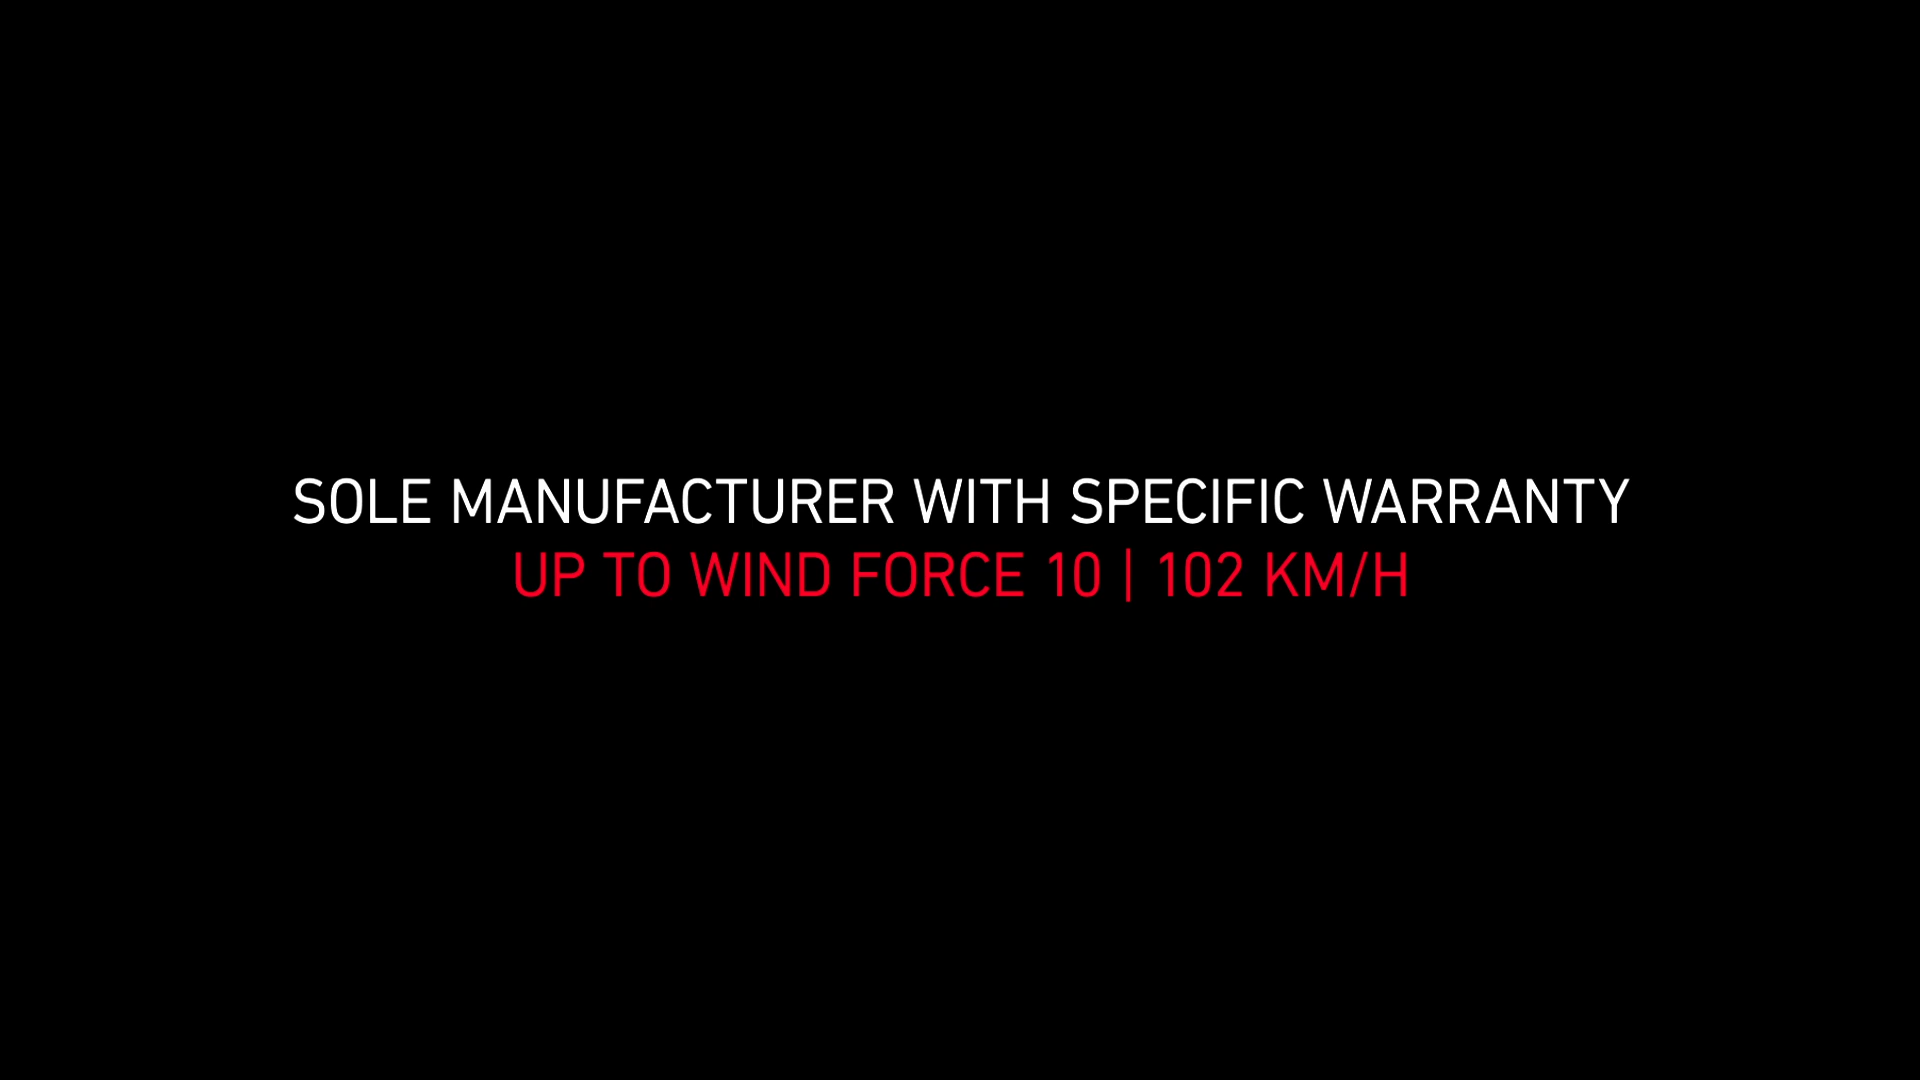 SOLE MANUFACTURER WITH SPECIFIC WARRANTY
UP TO WIND FORCE 10 | 102 KM/H